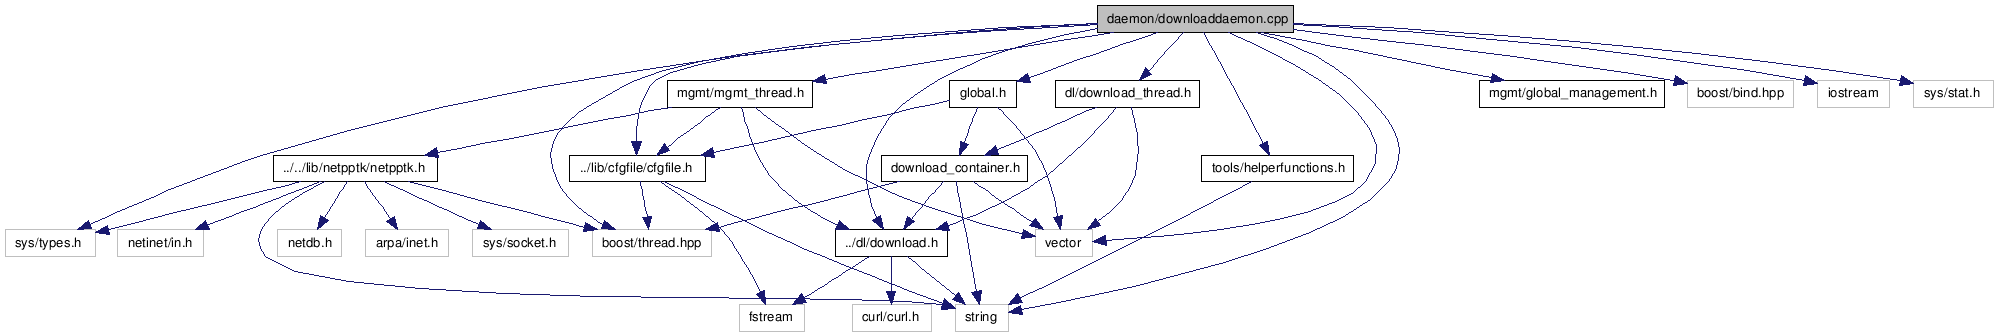 daemon/downloaddaemon.cpp
mgmt/mgmt_thread.h
global.h
dl/download_thread.h
mgmt/global_management.h
boost/bind.hpp
iostream
sys/stat.h
../../lib/netpptk/netpptk.h
../lib/cfgfile/cfgfile.h
download_container.h
tools/helperfunctions.h
sys/types.h
netinet/in.h
netdb.h
arpa/inet.h
sys/socket.h
boost/thread.hpp
../dl/download.h
vector
fstream
curl/curl.h
string